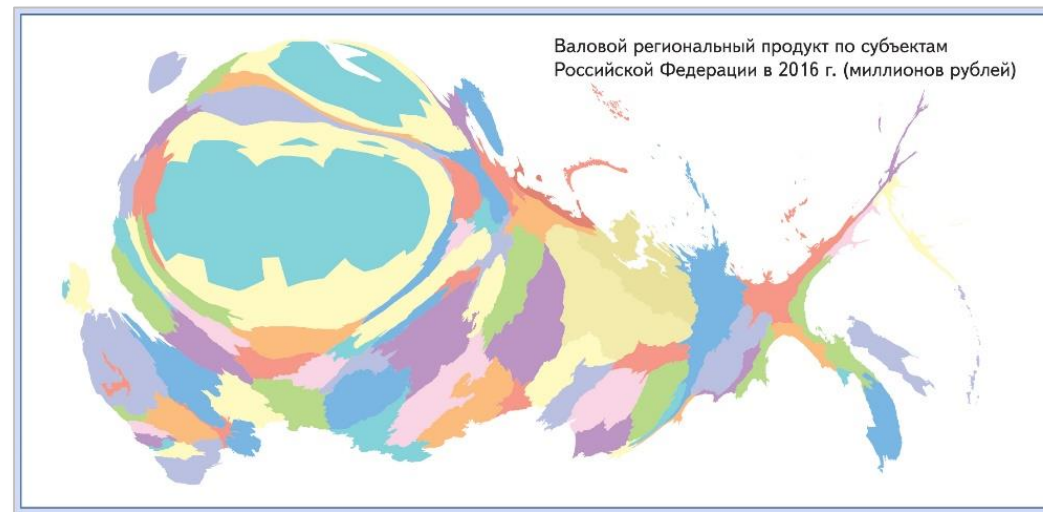 Валовой региональный продукт по субъектам
Российской Федерации в 2016 г. (миллионов рублей)